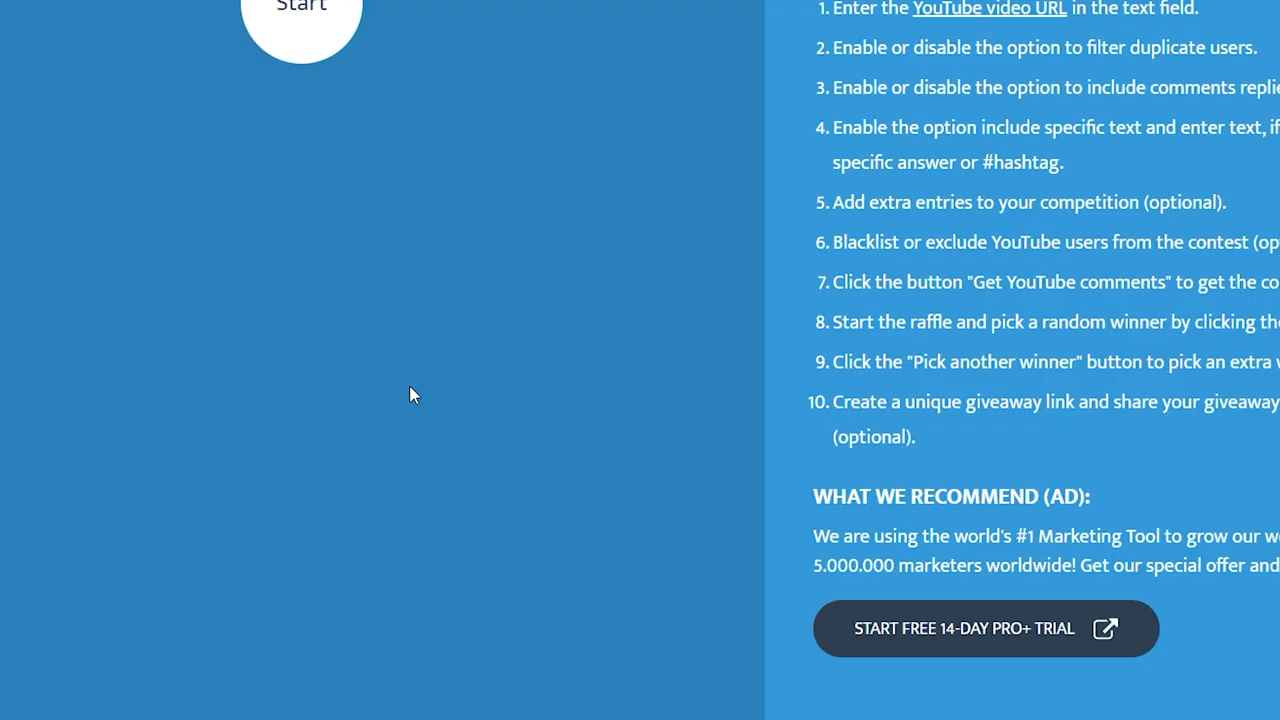 Start
1. Enter the YouTube video URL in the text field.
2. Enable or disable the option to filter duplicate users.
3. Enable or disable the option to include comments
4. Enable the option include specific text and enter text, if
specific answer or #hashtag.
5. Add extra entries to your competition (optional).
6. Blacklist or exclude YouTube users from the contest
7. Click the button "Get YouTube comments" to get the
8. Start the raffle and pick a random winner by clicking
9. Click the "Pick another winner" button to pick an extra
10. Create a unique giveaway link and share your giveaway
(optional).
WHAT WE RECOMMEND (AD):
We are using the world's #1 Marketing Tool to grow our
5.000.000 marketers worldwide! Get our special offer and
START FREE 14-DAY PRO+ TRIAL